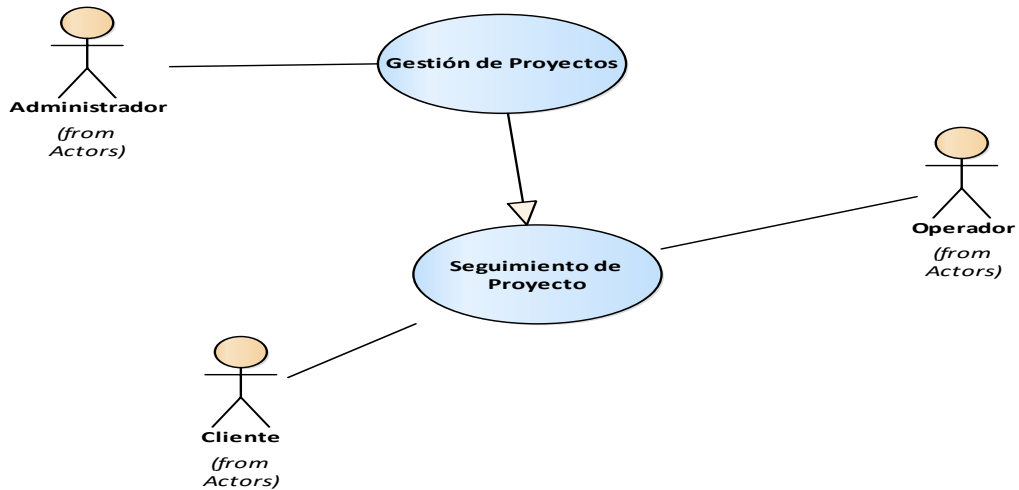 Gestión de Proyectos
Administrador
(from
Actors)
Operador
(from
Actors)
Seguimiento de
Proyecto
Cliente
(from
Actors)